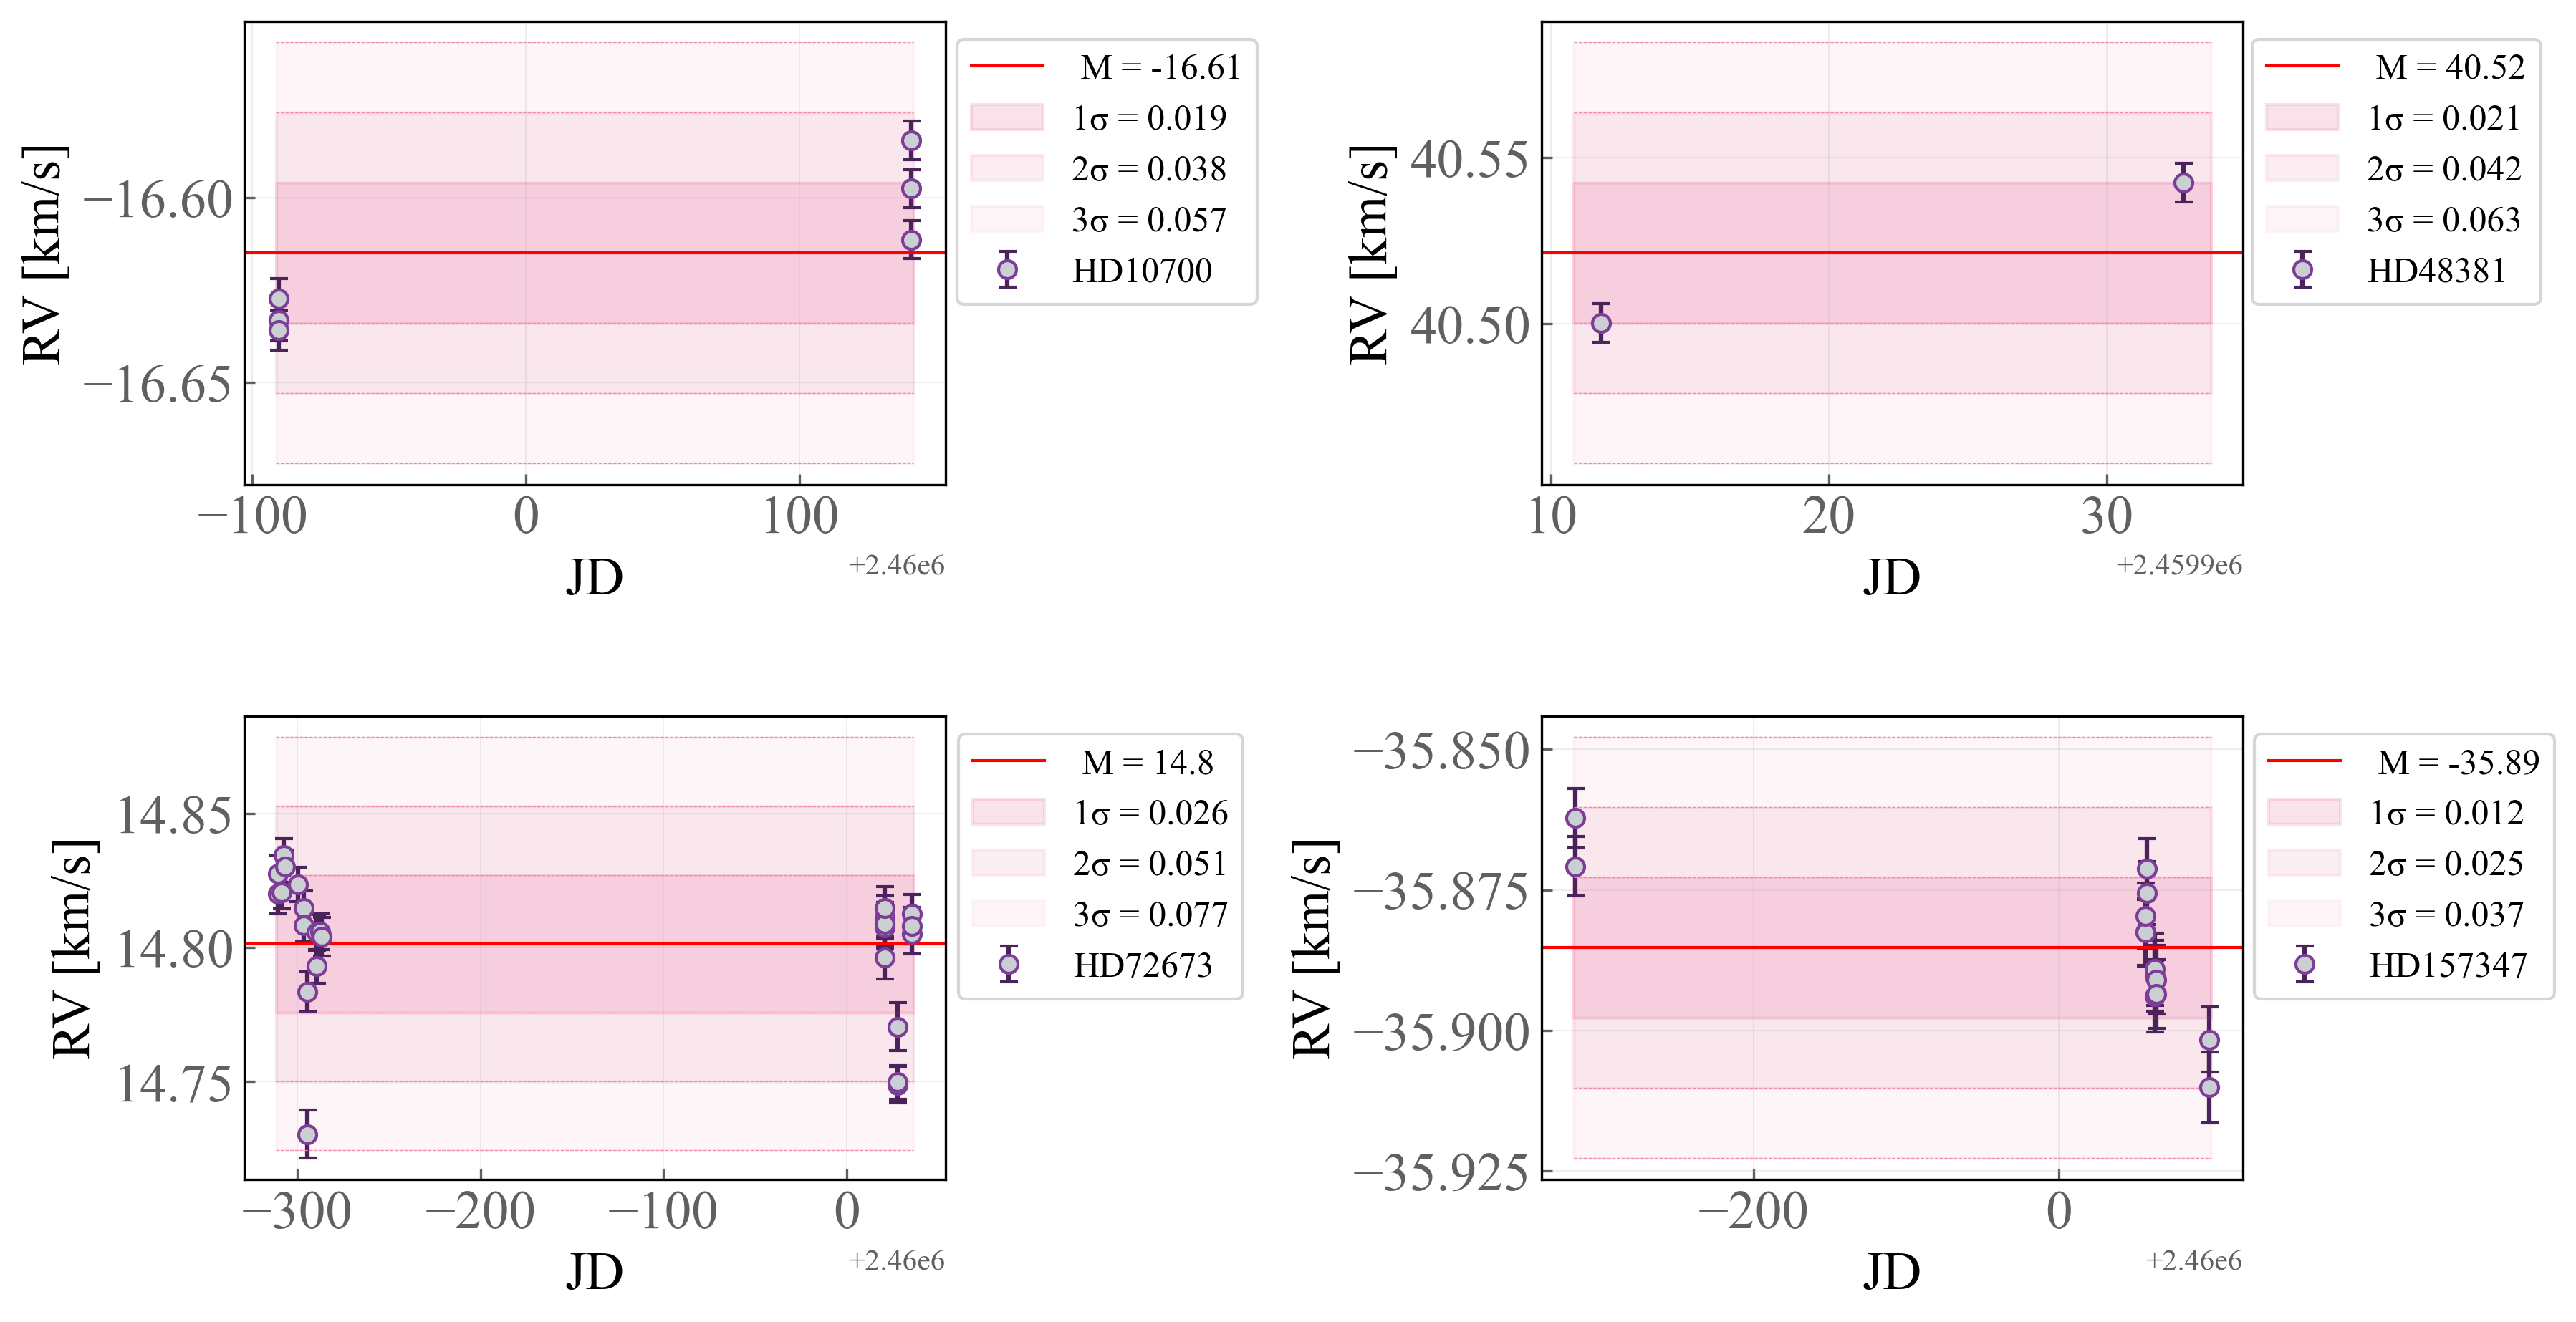 RV [km/s]
−16.60
−16.65
−100 0 100
+2.46e6
JD
M = -16.61
1σ = 0.019
2σ = 0.038
3σ = 0.057
HD10700
RV [km/s]
40.55
40.50
10 20 30
+2.4599e6
JD
M = 40.52
1σ = 0.021
2σ = 0.042
3σ = 0.063
HD48381
RV [km/s]
14.85
14.80
14.75
−300 −200 −100 0
+2.46e6
JD
M = 14.8
1σ = 0.026
2σ = 0.051
3σ = 0.077
HD72673
RV [km/s]
−35.850
−35.875
−35.900
−35.925
−200 0
+2.46e6
JD
M = -35.89
1σ = 0.012
2σ = 0.025
3σ = 0.037
HD157347